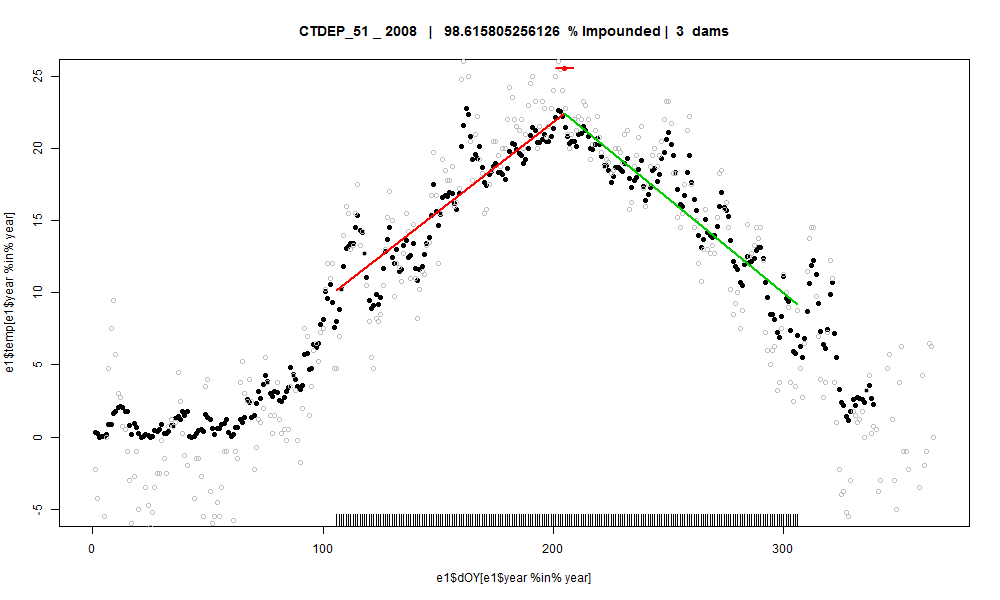 CTDEP_51 _ 2008 | 98.615805256126 % Impounded | 3 dams
25
20
15
10
5
0
-5
e1$temp[e1$year %in% year]
0 100 200 300
e1$dOY[e1$year %in% year]